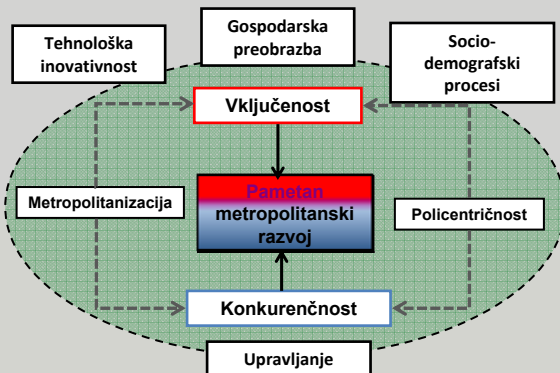 Gospodarska
preobrazba
Tehnološka
inovativnost
Socio-
demografski
procesi
Vključenost
Pametan
metropolitanski
razvoj
Metropolitanizacija
Policentričnost
Konkurenčnost
Upravljanje